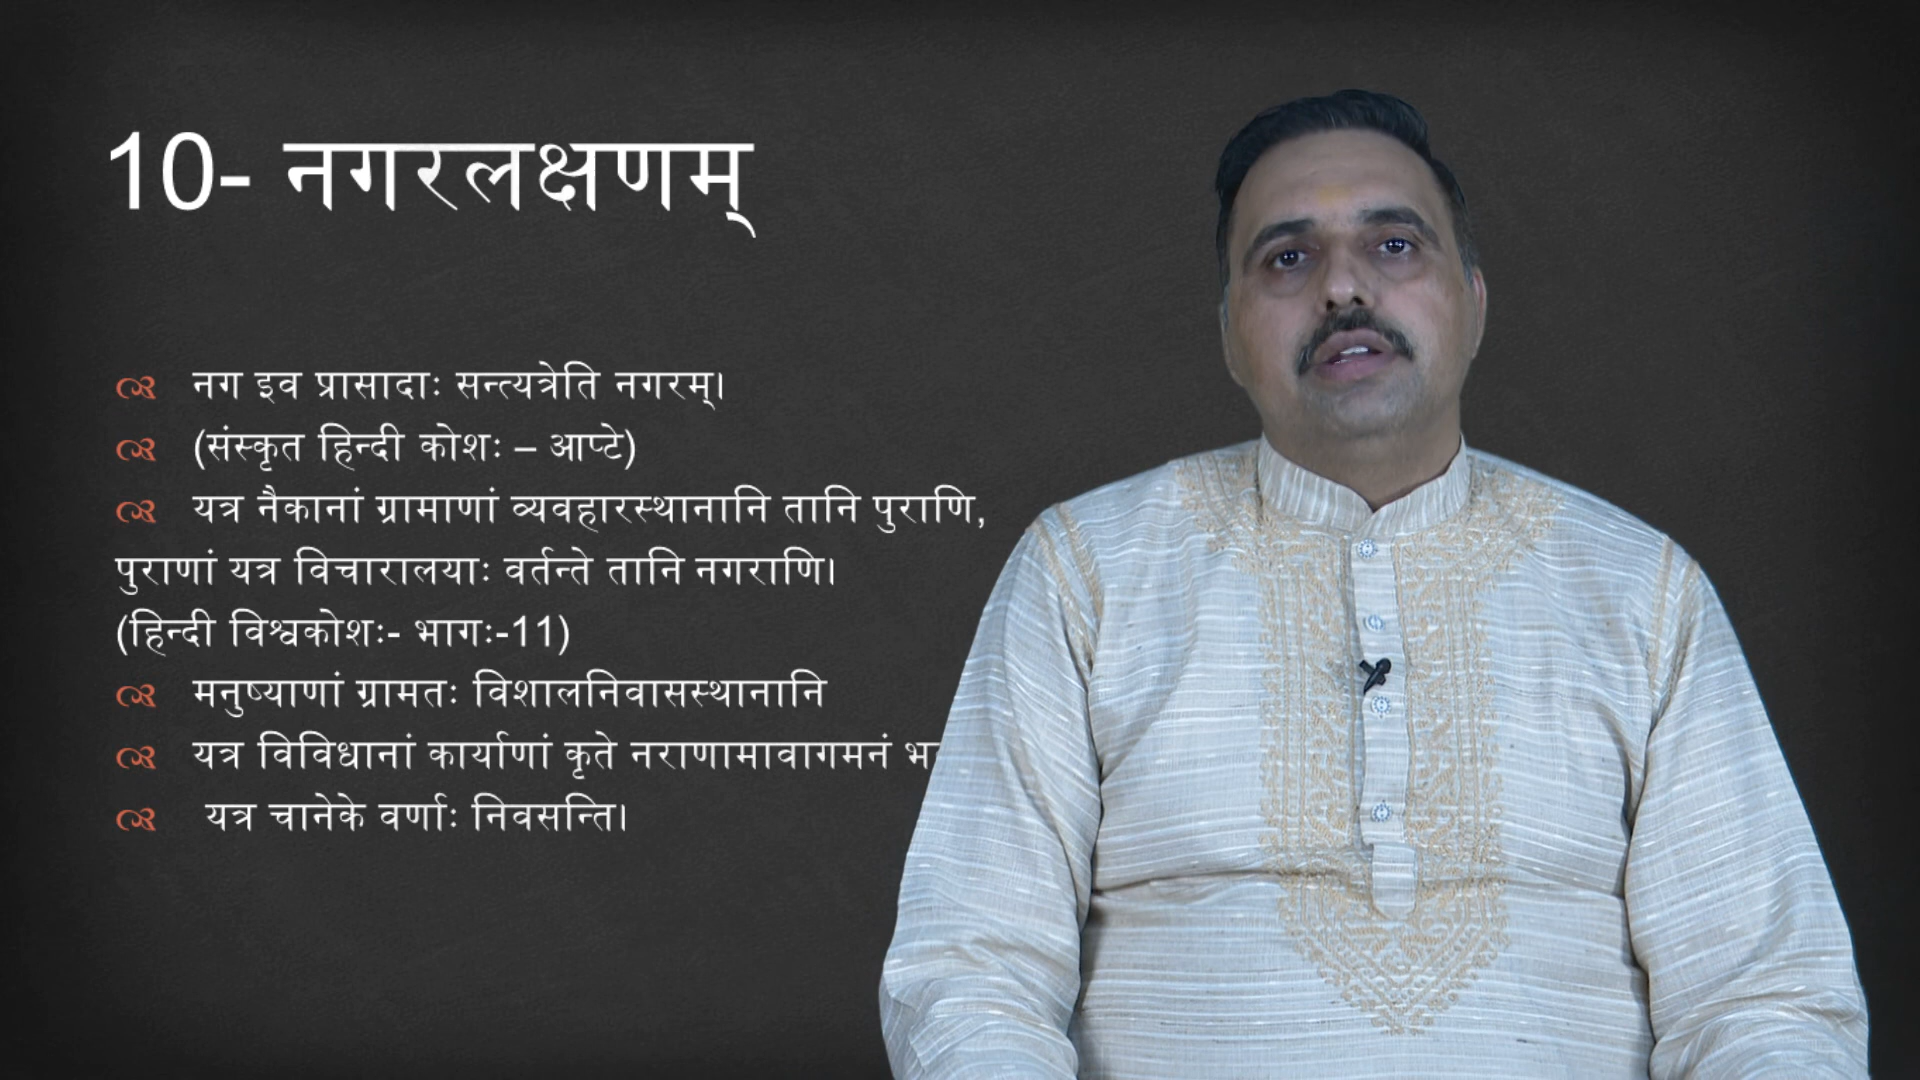 10- नगरलक्षणम्
नग इव प्रासादाः सन्त्यत्रेति नगरम्।
(संस्कृत हिन्दी कोशः – आप्टे)
यत्र नैकानां ग्रामाणां व्यवहारस्थानानि तानि पुराणि,
पुराणां यत्र विचारालयाः वर्तन्ते तानि नगराणि।
(हिन्दी विश्वकोशः- भागः-11)
मनुष्याणां ग्रामतः विशालनिवासस्थानानि
यत्र विविधानां कार्याणां कृते नराणामावागमनं
यत्र चानेके वर्णाः निवसन्ति।